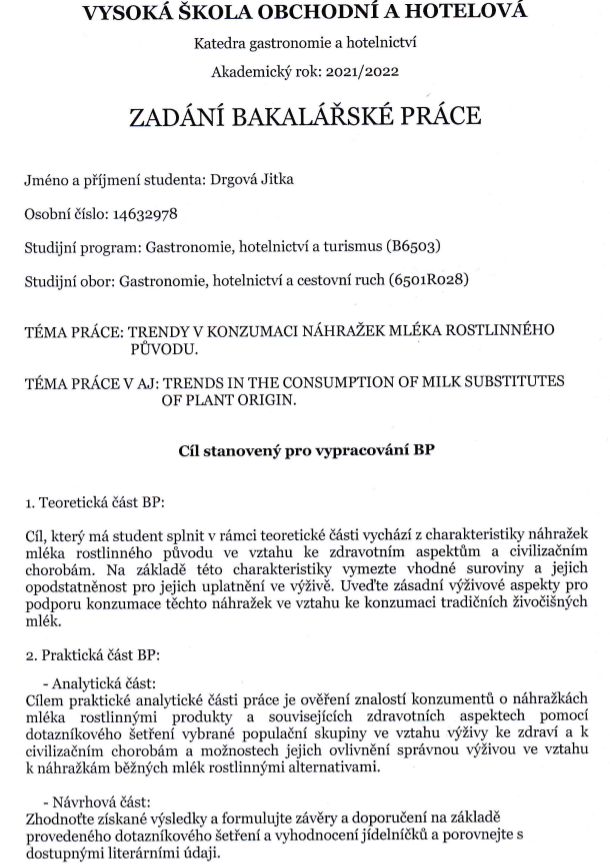 VYSOKÁ ŠKOLA OBCHODNÍ A HOTELOVÁ
Katedra gastronomie a hotelnictví
Akademický rok: 2021/2022
ZADÁNÍ BAKALÁŘSKÉ PRÁCE
Jméno a příjmení studenta: Drgová Jitka
Osobní číslo: 14632978
Studijní program: Gastronomie, hotelnictví a turismus (B6503)
Studijní obor: Gastronomie, hotelnictví a cestovní ruch (6501R028)
TÉMA PRÁCE: TRENDY V KONZUMACI NÁHRAŽEK MLÉKA ROSTLINNÉHO
PŮVODU.
TÉMA PRÁCE V AJ: TRENDS IN THE CONSUMPTION OF MILK SUBSTITUTES
OF PLANT ORIGIN.
Cíl stanovený pro vypracování BP
1. Teoretická část BP:
Cíl, který má student splnit v rámci teoretické části vychází z charakteristiky náhražek
mléka rostlinného původu ve vztahu ke zdravotním aspektům a civilizačním
chorobám. Na základě této charakteristiky vymezte vhodné suroviny a jejich
opodstatněnost pro jejich uplatnění ve výživě. Uveďte zásadní výživové aspekty pro
podporu konzumace těchto náhražek ve vztahu ke konzumaci tradičních živočišných
mlék.
2. Praktická část BP:
- Analytická část:
Cílem praktické analytické části práce je ověření znalostí konzumentů o náhražkách
mléka rostlinnými produkty a souvisejících zdravotních aspektech pomocí
dotazníkového šetření vybrané populační skupiny ve vztahu výživy ke zdraví a k
civilizačním chorobám a možnostech jejich ovlivnění správnou výživou ve vztahu
k náhražkám běžných mlék rostlinnými alternativami.
- Návrhová část:
Zhodnoťte získané výsledky a formulujte závěry a doporučení na základě
provedeného dotazníkového šetření a vyhodnocení jídelníčků a porovnejte s
dostupnými literárními údaji.